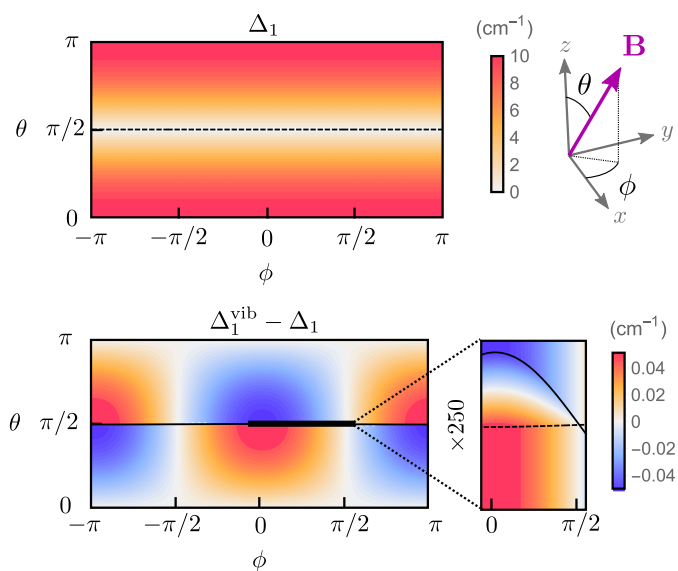 Δ₁
π
θ π/2
0
−π −π/2 0 π/2 π
ϕ
(cm⁻¹)
10
8
6
4
2
0
z
B
θ
y
ϕ
x
Δ₁ᵛⁱᵇ − Δ₁
π
θ π/2
0
−π −π/2 0 π/2 π
ϕ
×250
0 π/2
(cm⁻¹)
0.04
0.02
0
−0.02
−0.04